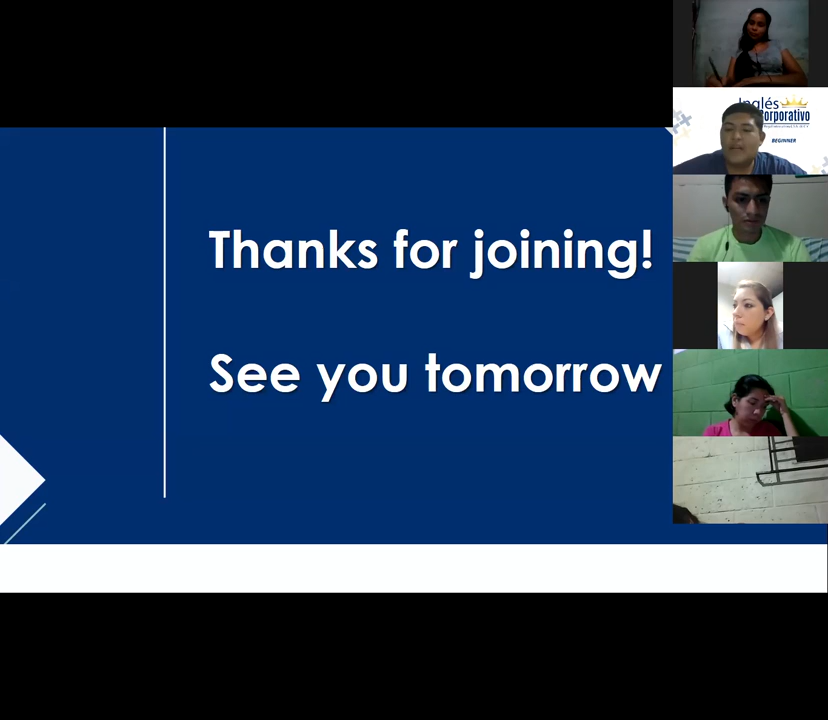 Thanks for joining!
See you tomorrow
Inglés
Corporativo
BEGINNER